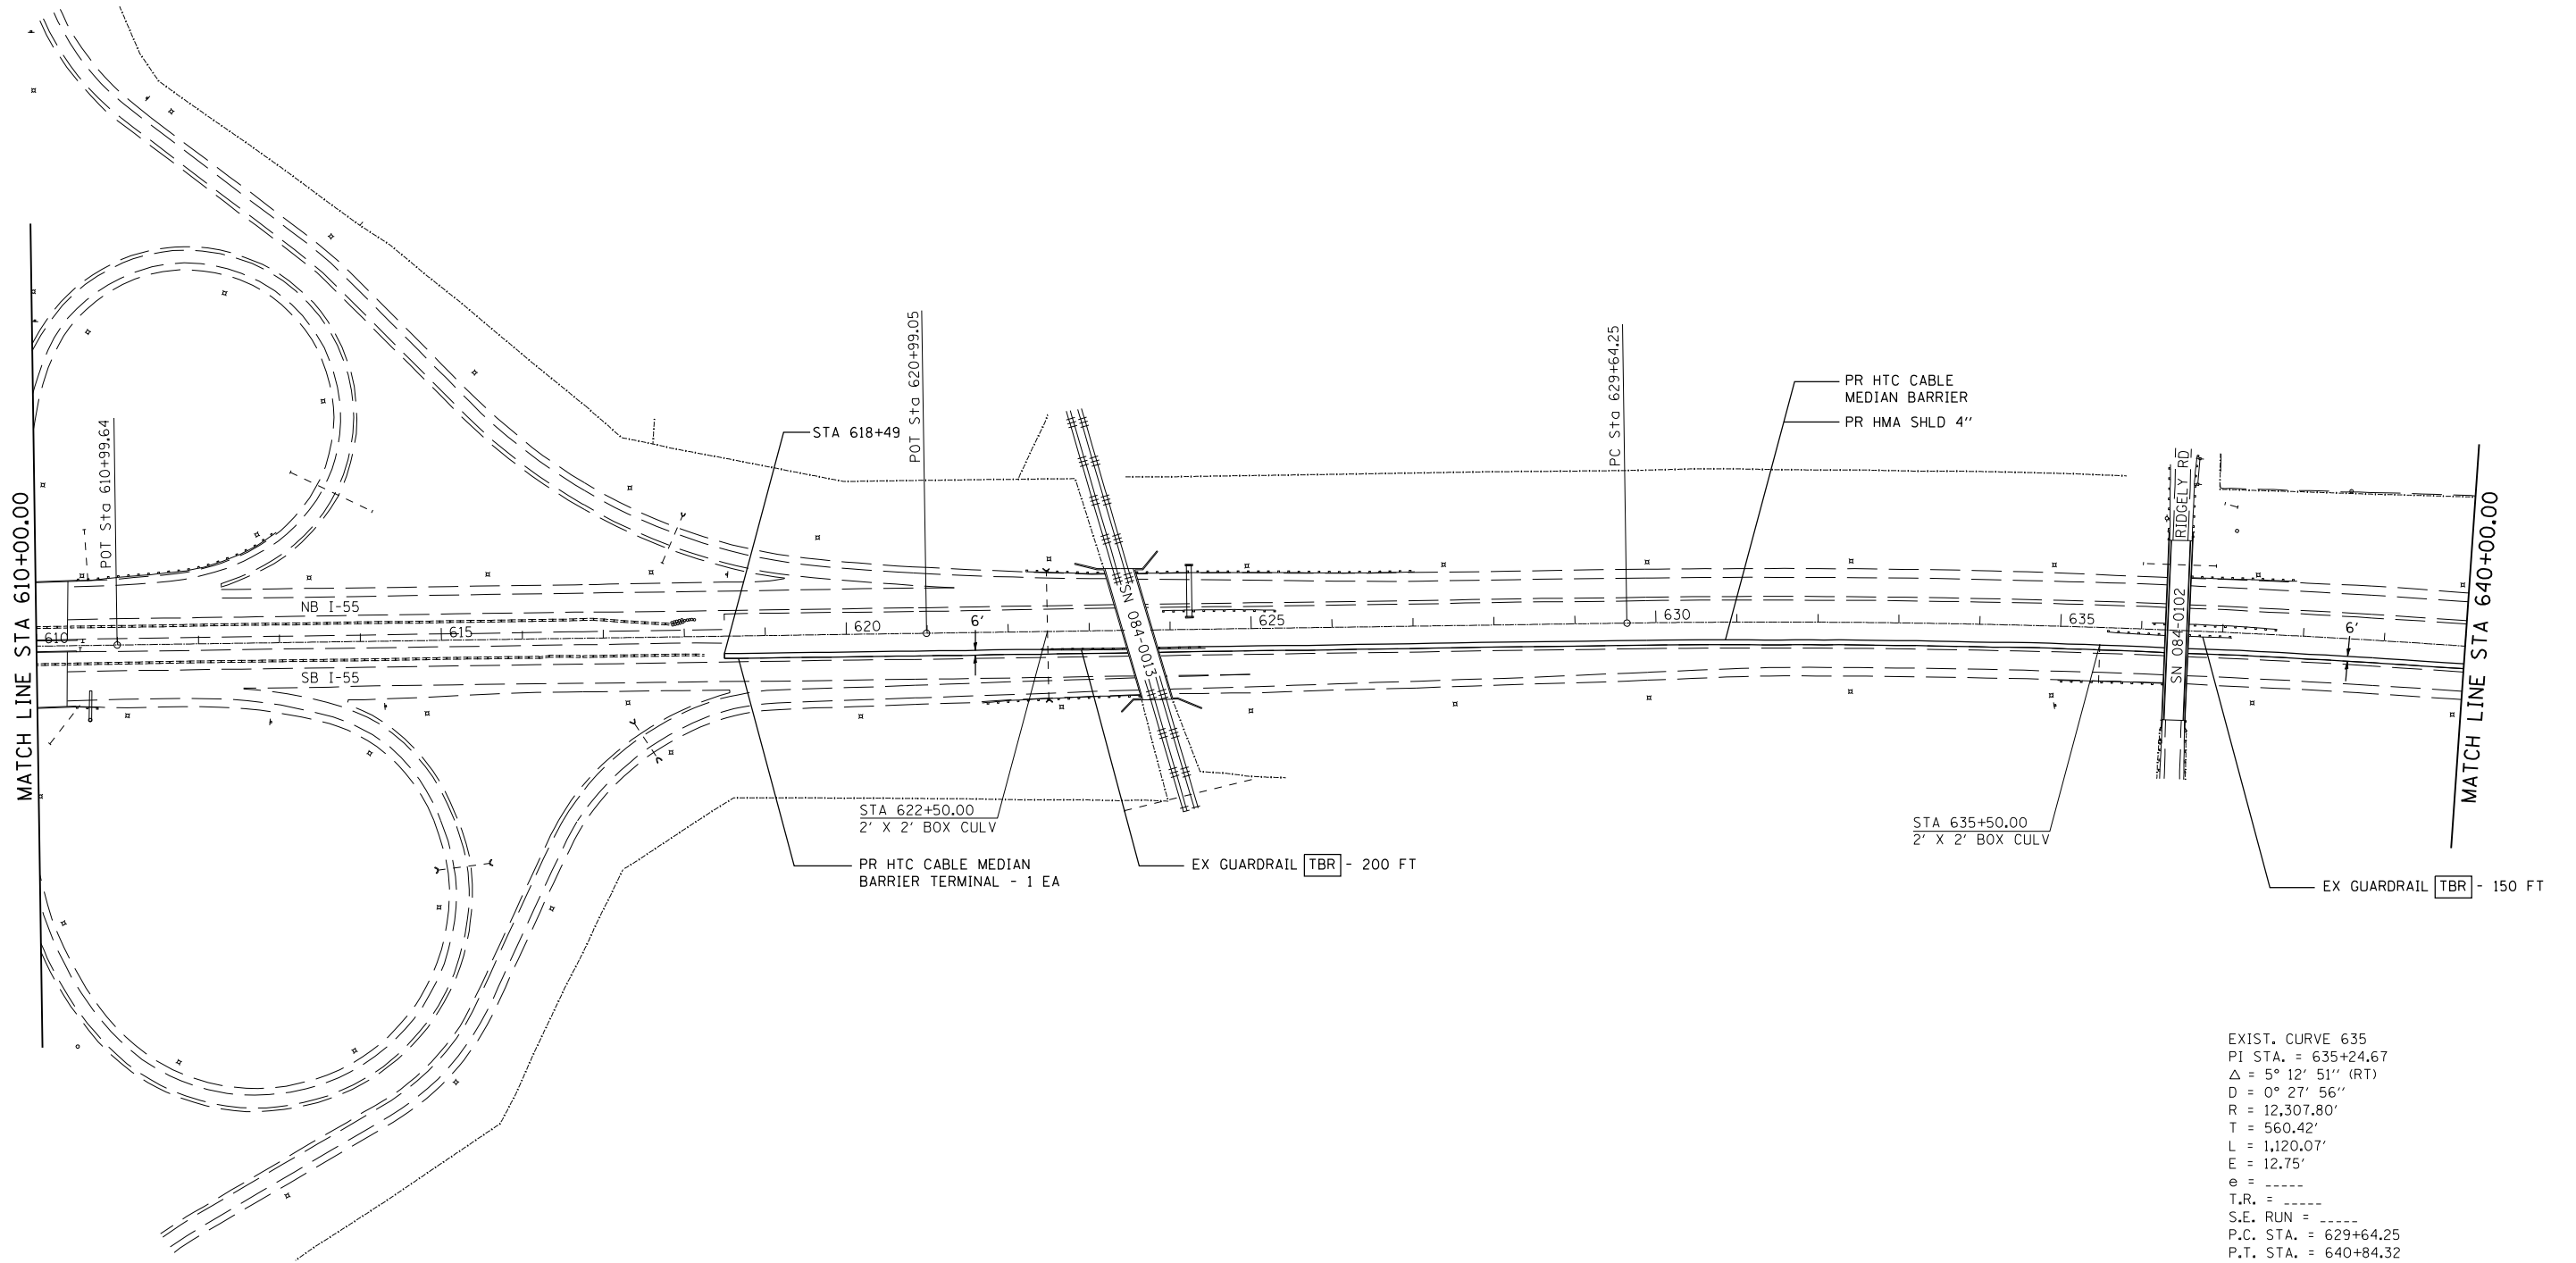 MATCH LINE STA 610+00.00
POT Sta 610+99.64
STA 618+49
POT Sta 620+99.05
PC Sta 629+64.25
PR HTC CABLE
MEDIAN BARRIER
PR HMA SHLD 4''
RIDGELY RD
MATCH LINE STA 640+00.00
NB I-55
SB I-55
610
615
620
625
630
635
6'
6'
SN 084-0013
SN 084-0102
STA 622+50.00
2' X 2' BOX CULV
PR HTC CABLE MEDIAN
BARRIER TERMINAL - 1 EA
EX GUARDRAIL TBR - 200 FT
STA 635+50.00
2' X 2' BOX CULV
EX GUARDRAIL TBR - 150 FT
EXIST. CURVE 635
PI STA. = 635+24.67
Δ = 5° 12' 51'' (RT)
D = 0° 27' 56''
R = 12,307.80'
T = 560.42'
L = 1,120.07'
E = 12.75'
e = _____
T.R. = _____
S.E. RUN = _____
P.C. STA. = 629+64.25
P.T. STA. = 640+84.32